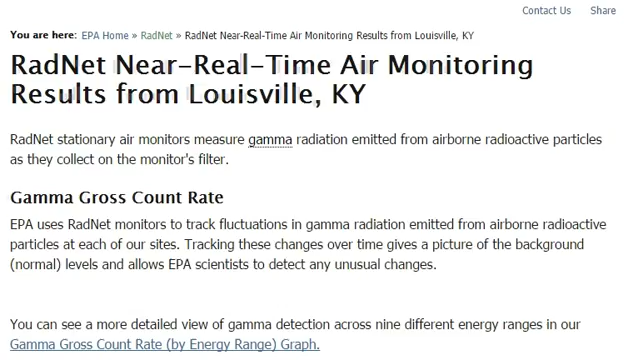 Contact Us Share
You are here: EPA Home » RadNet » RadNet Near-Real-Time Air Monitoring Results from Louisville, KY
RadNet Near-Real-Time Air Monitoring
Results from Louisville, KY
RadNet stationary air monitors measure gamma radiation emitted from airborne radioactive particles
as they collect on the monitor's filter.
Gamma Gross Count Rate
EPA uses RadNet monitors to track fluctuations in gamma radiation emitted from airborne radioactive
particles at each of our sites. Tracking these changes over time gives a picture of the background
(normal) levels and allows EPA scientists to detect any unusual changes.
You can see a more detailed view of gamma detection across nine different energy ranges in our
Gamma Gross Count Rate (by Energy Range) Graph.